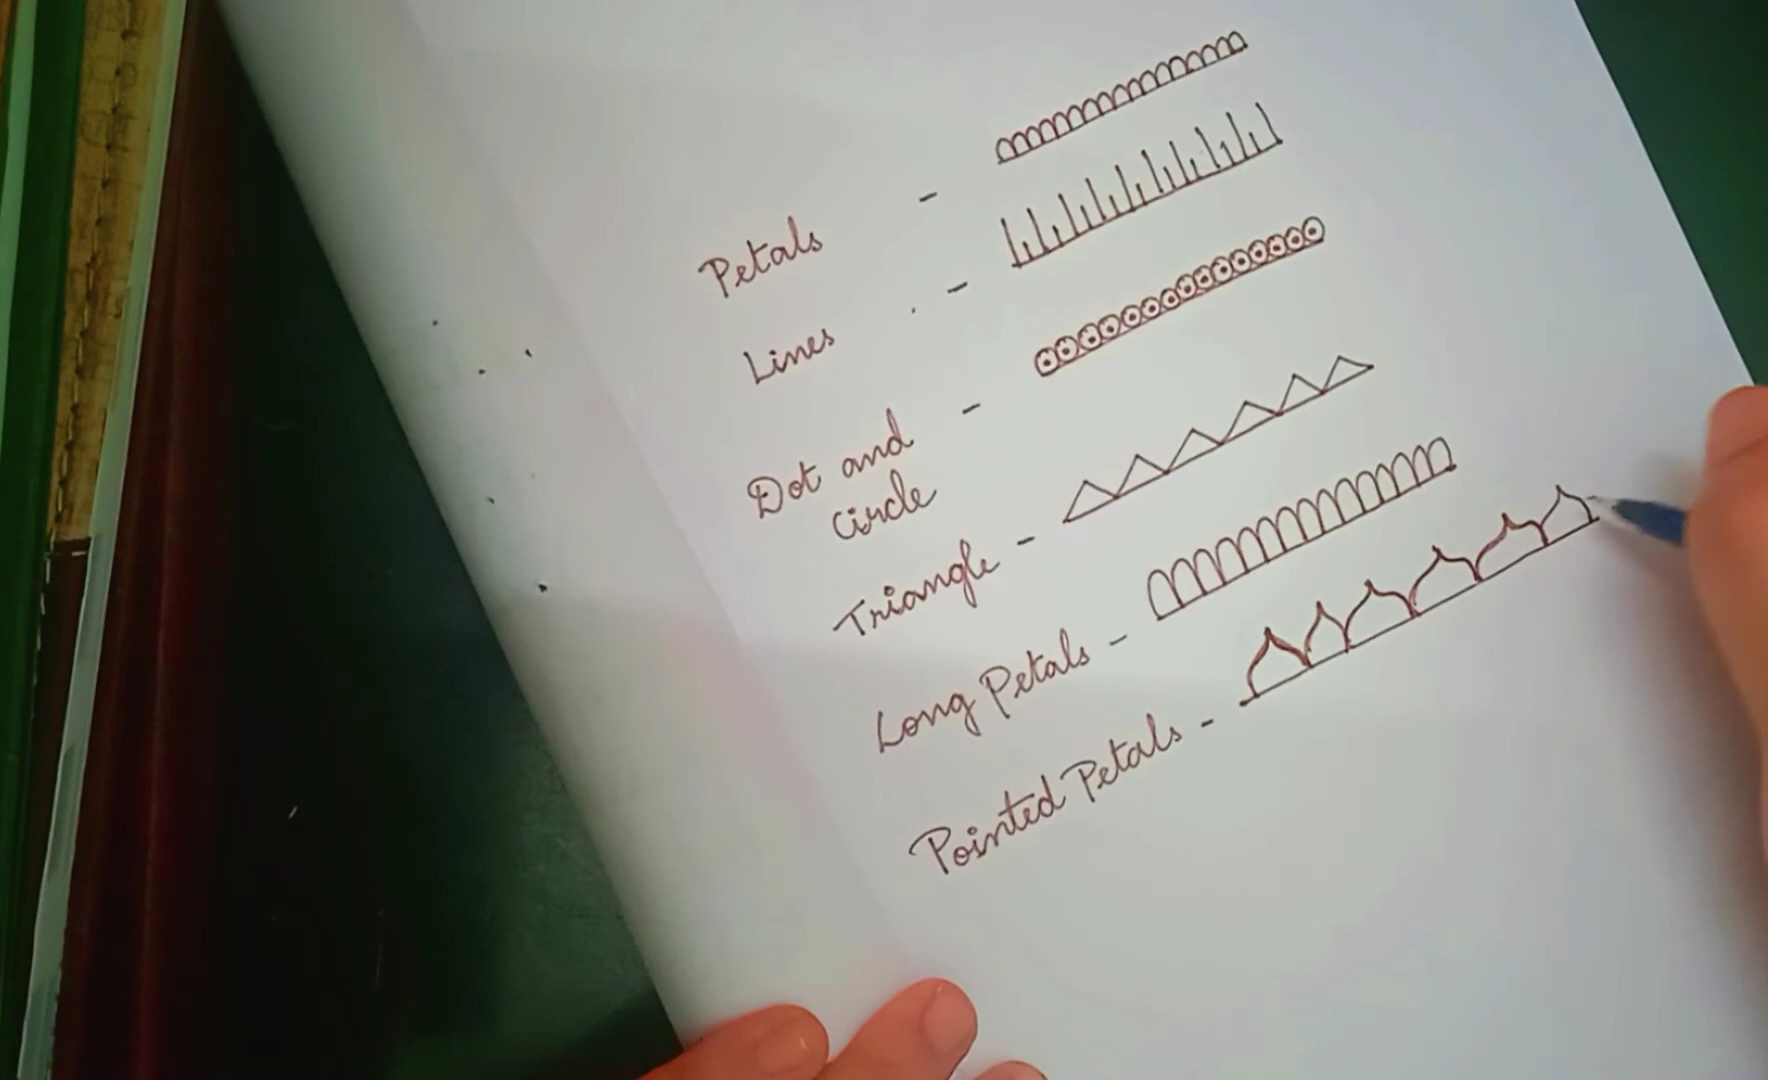 Petals -
Lines -
Dot and -
circle
Triangle -
Long Petals -
Pointed Petals -